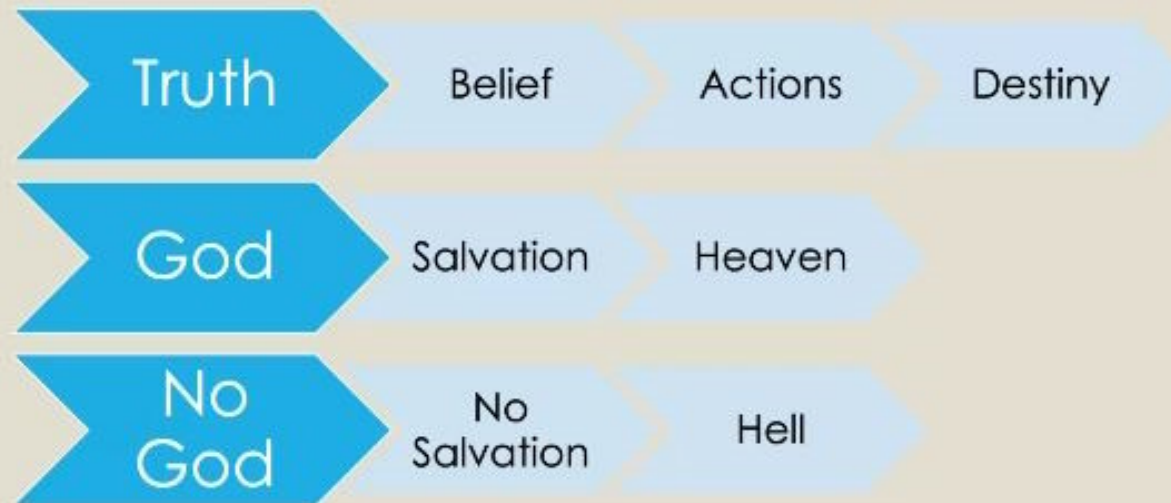 Truth
Belief
Actions
Destiny
God
Salvation
Heaven
No
God
No
Salvation
Hell